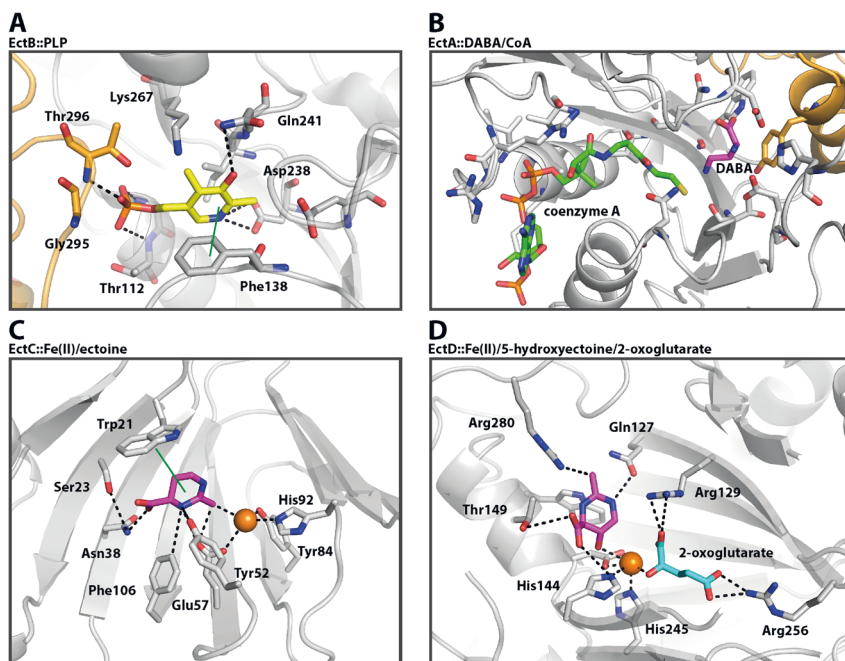 A
EctB::PLP
Lys267
Thr296
Gln241
Asp238
Gly295
Thr112
Phe138
B
EctA::DABA/CoA
DABA
coenzyme A
C
EctC::Fe(II)/ectoine
Trp21
Ser23
His92
Asn38
Tyr84
Phe106
Tyr52
Glu57
D
EctD::Fe(II)/5-hydroxyectoine/2-oxoglutarate
Arg280
Gln127
Arg129
Thr149
2-oxoglutarate
His144
His245
Arg256